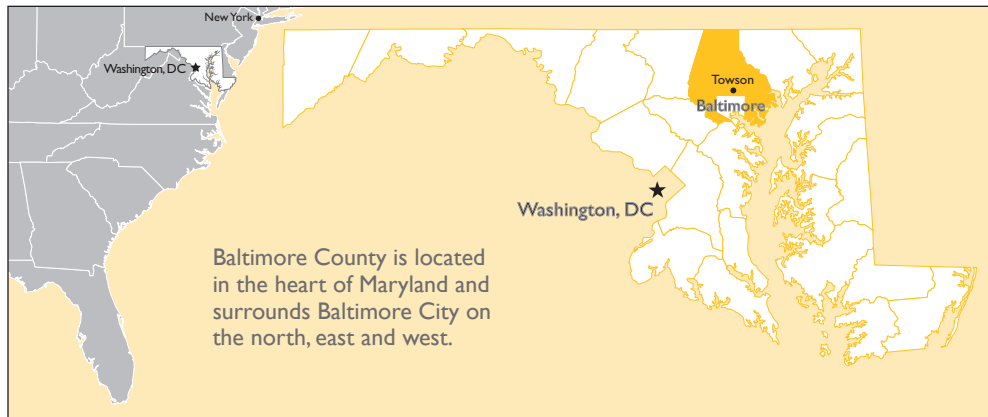 New York
Washington, DC
Towson
Baltimore
Washington, DC
Baltimore County is located
in the heart of Maryland and
surrounds Baltimore City on
the north, east and west.